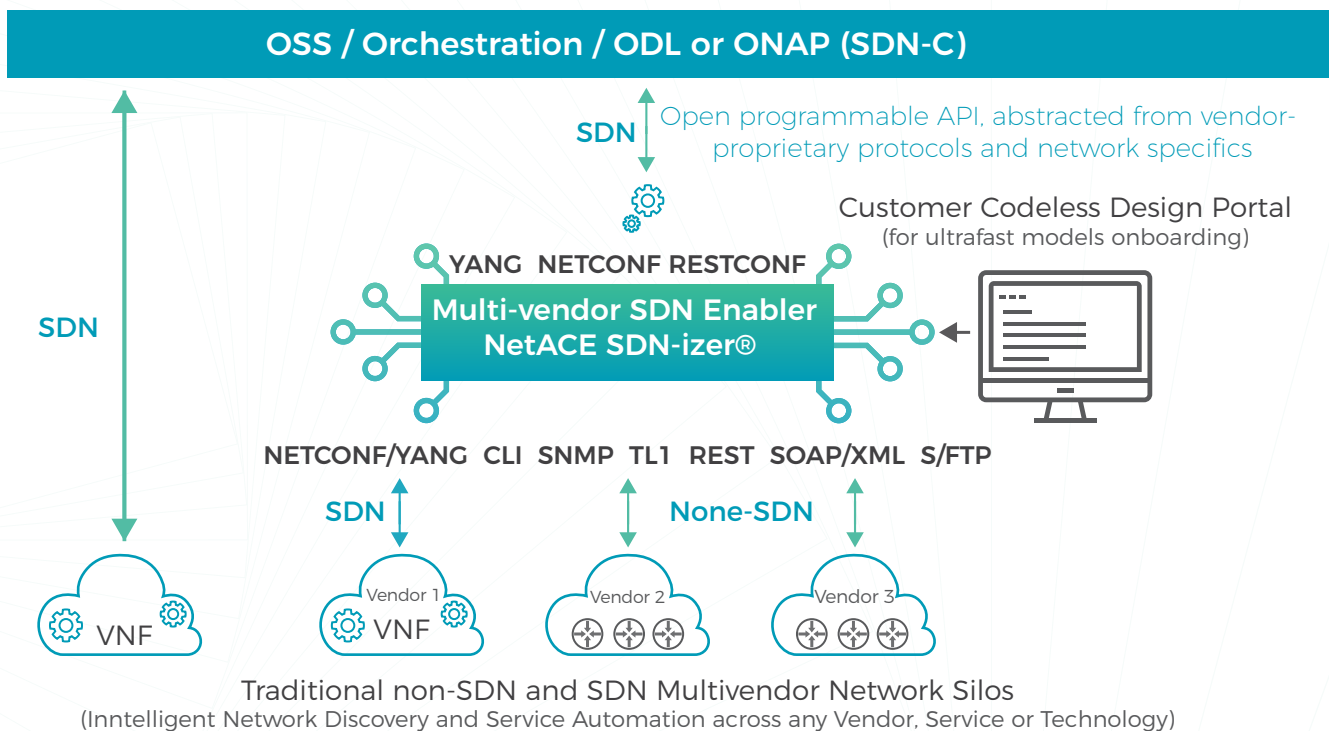 OSS / Orchestration / ODL or ONAP (SDN-C)
SDN
Open programmable API, abstracted from vendor-
proprietary protocols and network specifics
Customer Codeless Design Portal
(for ultrafast models onboarding)
YANG NETCONF RESTCONF
Multi-vendor SDN Enabler
NetACE SDN-izer®
SDN
NETCONF/YANG CLI SNMP TL1 REST SOAP/XML S/FTP
SDN
None-SDN
VNF
Vendor 1
VNF
Vendor 2
Vendor 3
Traditional non-SDN and SDN Multivendor Network Silos
(Inntelligent Network Discovery and Service Automation across any Vendor, Service or Technology)